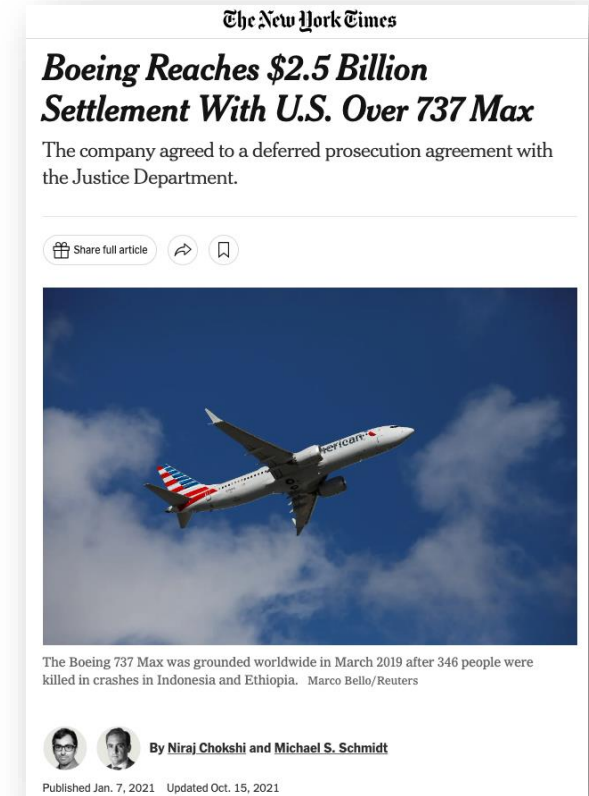 The New York Times
Boeing Reaches $2.5 Billion
Settlement With U.S. Over 737 Max
The company agreed to a deferred prosecution agreement with
the Justice Department.
Share full article
American
The Boeing 737 Max was grounded worldwide in March 2019 after 346 people were
killed in crashes in Indonesia and Ethiopia. Marco Bello/Reuters
By Niraj Chokshi and Michael S. Schmidt
Published Jan. 7, 2021 Updated Oct. 15, 2021